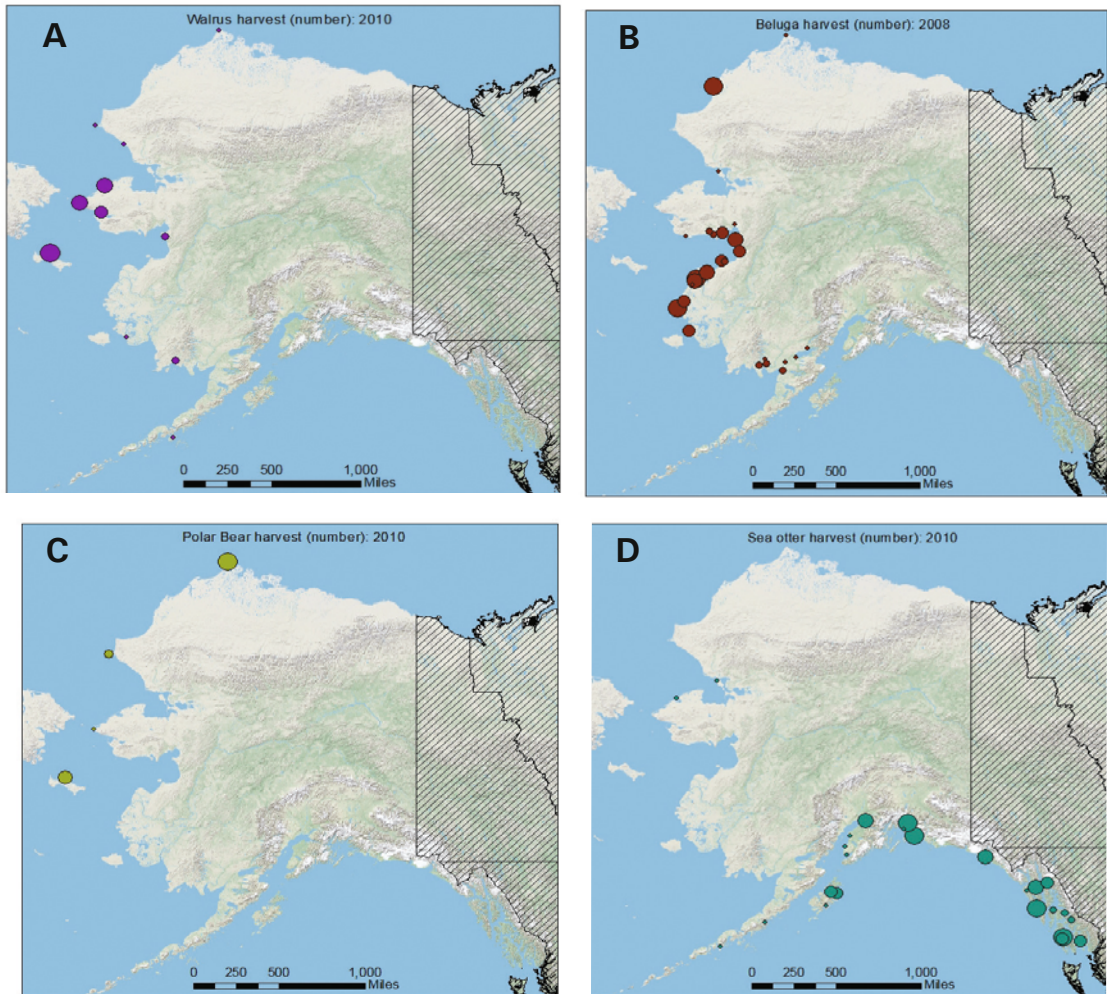 A
Walrus harvest (number): 2010
0 250 500 1,000
Miles
B
Beluga harvest (number): 2008
0 250 500 1,000
Miles
C
Polar Bear harvest (number): 2010
0 250 500 1,000
Miles
D
Sea otter harvest (number): 2010
0 250 500 1,000
Miles